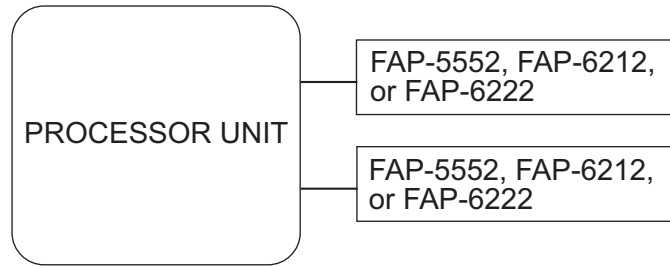 PROCESSOR UNIT
FAP-5552, FAP-6212,
or FAP-6222
FAP-5552, FAP-6212,
or FAP-6222